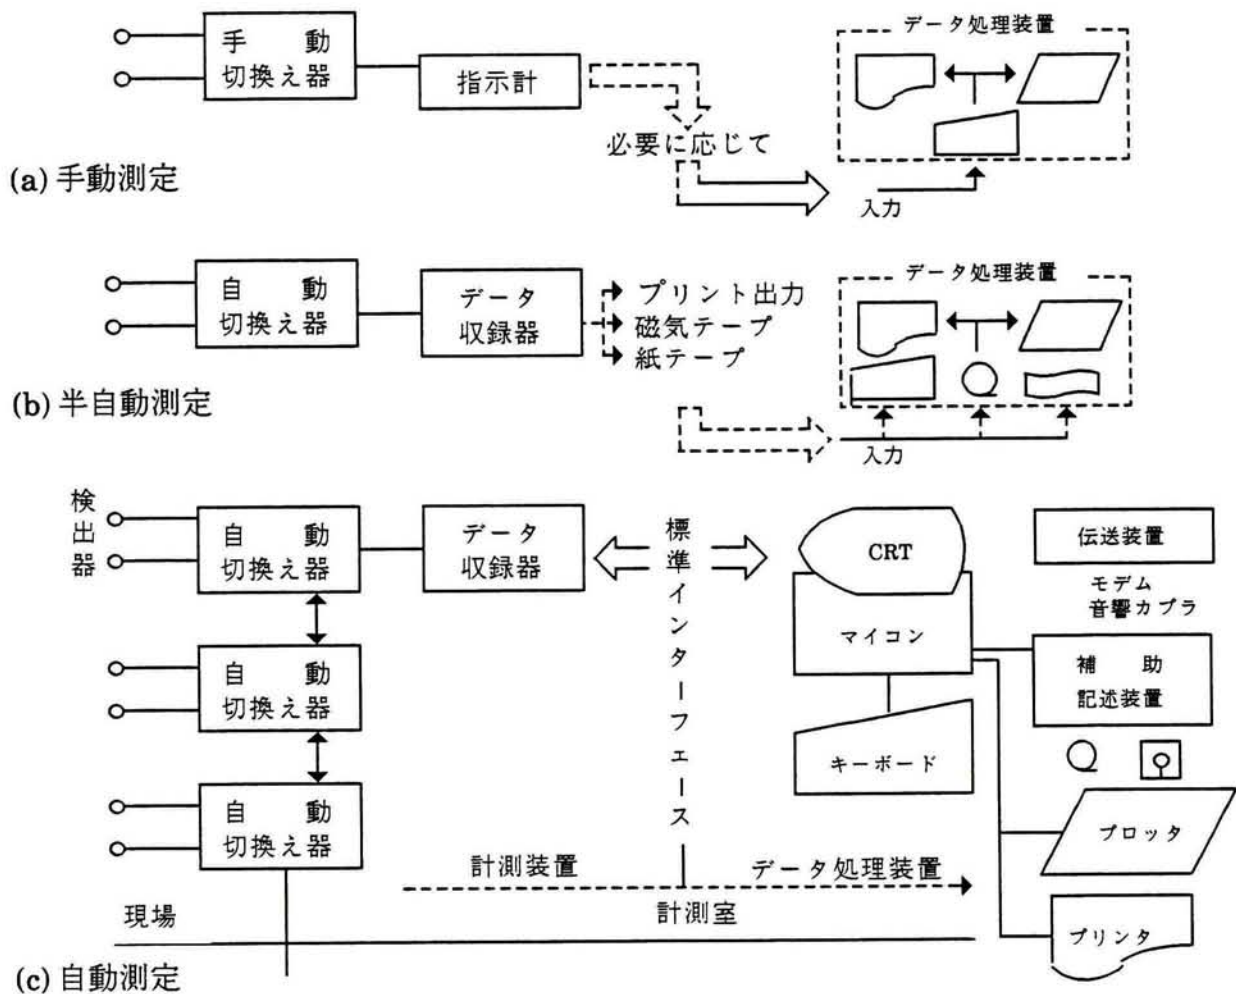 手 動
切換え器
指示計
必要に応じて
データ処理装置
入力
(a) 手動測定
自 動
切換え器
データ
収録器
プリント出力
磁気テープ
紙テープ
データ処理装置
入力
(b) 半自動測定
検出器
自 動
切換え器
データ
収録器
自 動
切換え器
自 動
切換え器
標準インターフェース
CRT
マイコン
キーボード
伝送装置
モデム
音響カプラ
補 助
記述装置
プロッタ
プリンタ
計測装置
データ処理装置
計測室
現場
(c) 自動測定